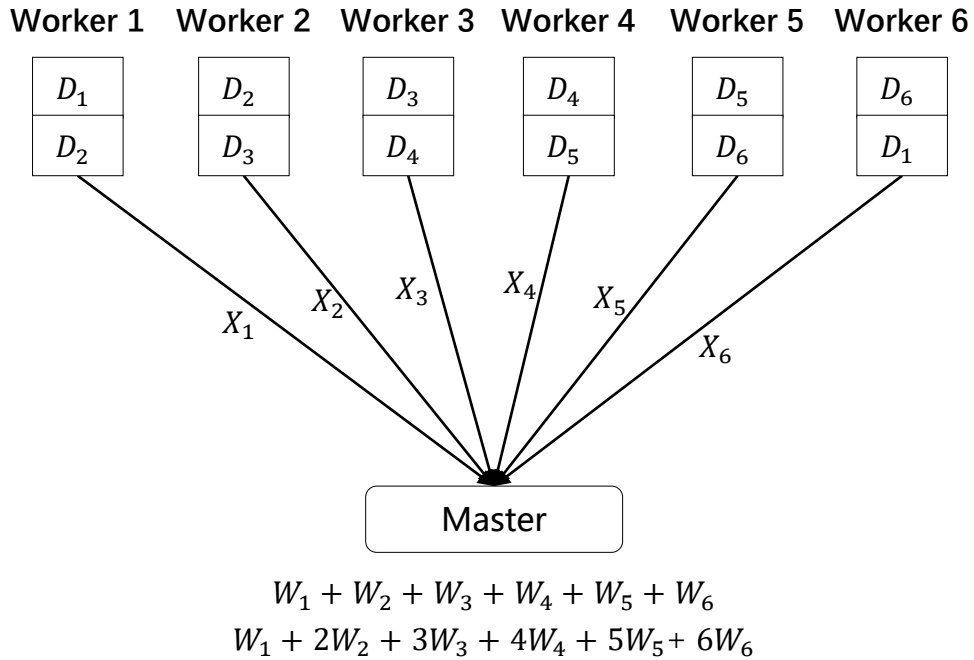 Worker 1 Worker 2 Worker 3 Worker 4 Worker 5 Worker 6
D₁ D₂ D₃ D₄ D₅ D₆
D₂ D₃ D₄ D₅ D₆ D₁
X₁ X₂ X₃ X₄ X₅ X₆
Master
W₁ + W₂ + W₃ + W₄ + W₅ + W₆
W₁ + 2W₂ + 3W₃ + 4W₄ + 5W₅ + 6W₆